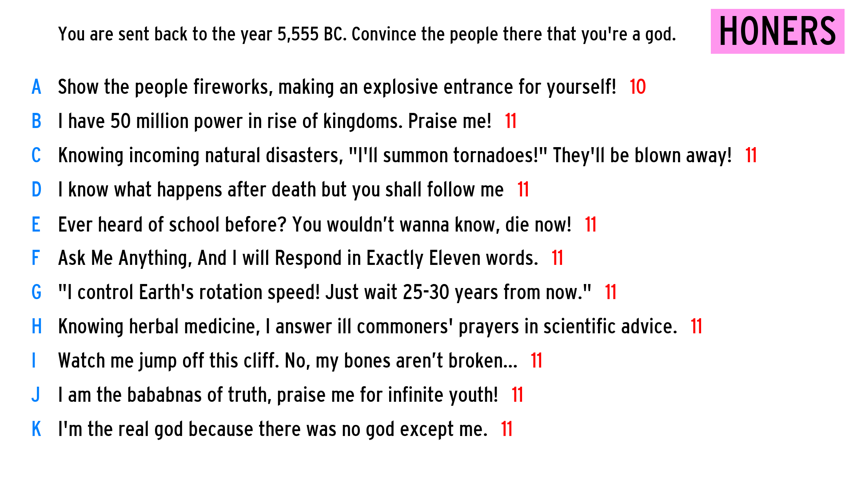 You are sent back to the year 5,555 BC. Convince the people there that you're a god.
HONERS
A Show the people fireworks, making an explosive entrance for yourself! 10
B I have 50 million power in rise of kingdoms. Praise me! 11
C Knowing incoming natural disasters, "I'll summon tornadoes!" They'll be blown away! 11
D I know what happens after death but you shall follow me 11
E Ever heard of school before? You wouldn’t wanna know, die now! 11
F Ask Me Anything, And I will Respond in Exactly Eleven words. 11
G "I control Earth's rotation speed! Just wait 25-30 years from now." 11
H Knowing herbal medicine, I answer ill commoners' prayers in scientific advice. 11
I Watch me jump off this cliff. No, my bones aren’t broken... 11
J I am the bababnas of truth, praise me for infinite youth! 11
K I'm the real god because there was no god except me. 11